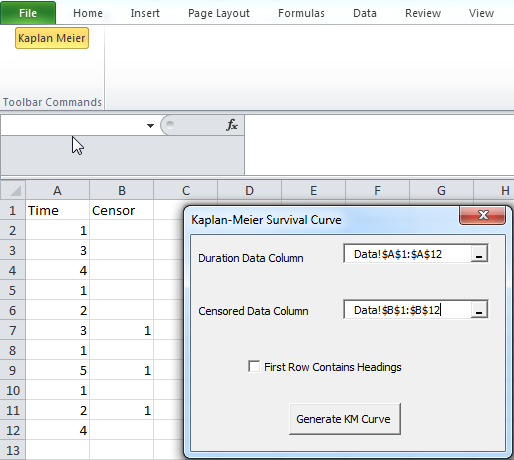 File Home Insert Page Layout Formulas Data Review View
Kaplan Meier
Toolbar Commands
fx
A B C D E F G H
1 Time Censor
2 1
3 3
4 4
5 1
6 2
7 3 1
8 1
9 5 1
10 1
11 2 1
12 4
13
Kaplan-Meier Survival Curve
Duration Data Column Data!$A$1:$A$12
Censored Data Column Data!$B$1:$B$12
First Row Contains Headings
Generate KM Curve